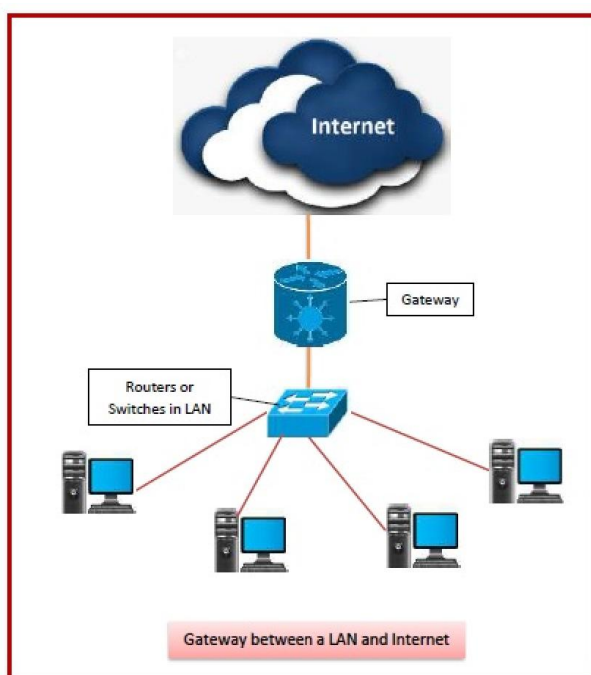 Internet
Gateway
Routers or
Switches in LAN
Gateway between a LAN and Internet